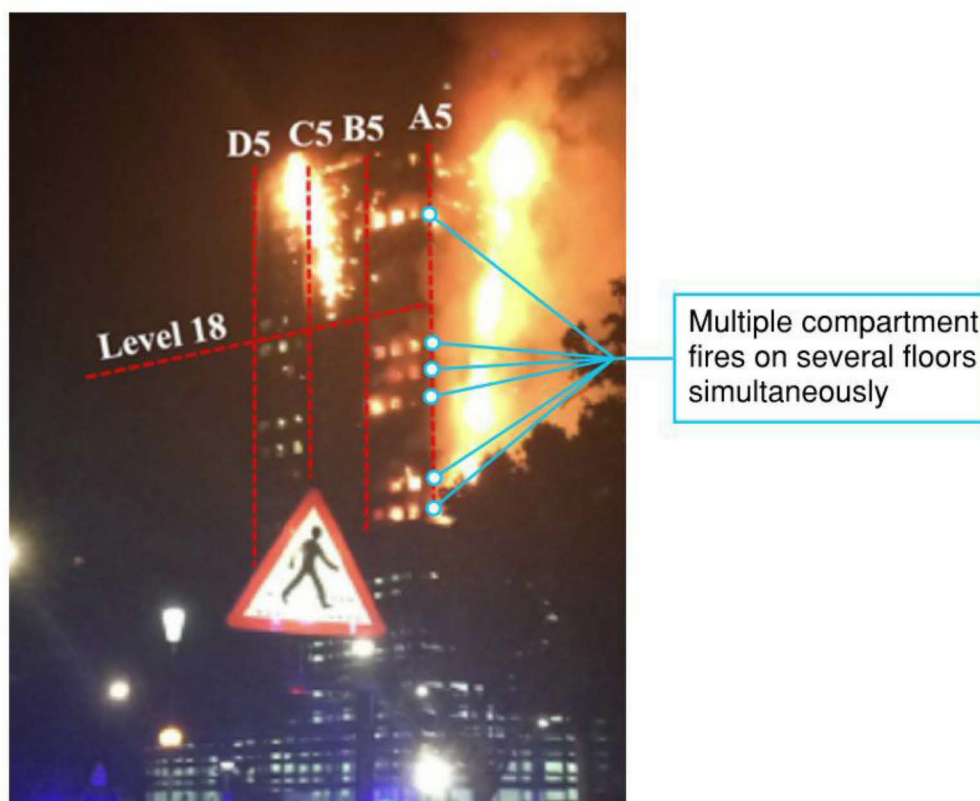 D5 C5 B5 A5
Level 18
Multiple compartment
fires on several floors
simultaneously